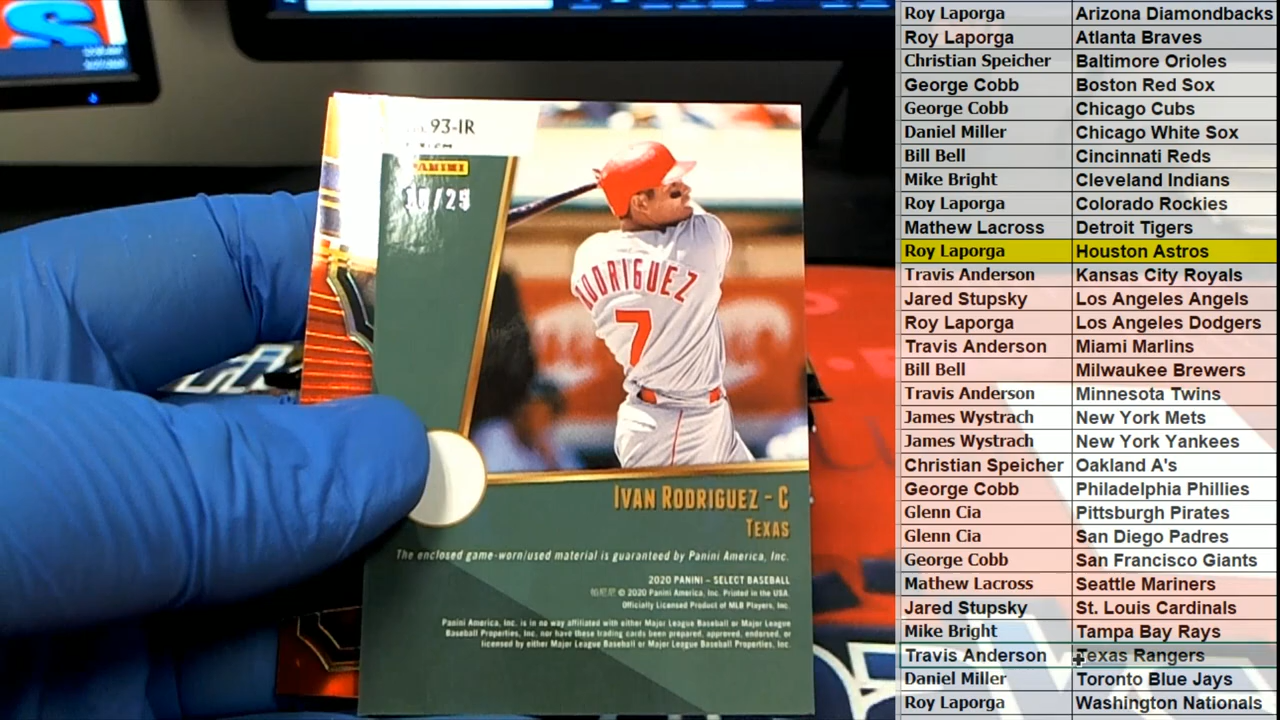 93-IR
PANINI
/25
RODRIGUEZ
7
IVAN RODRIGUEZ - C
TEXAS
The enclosed game-worn/used material is guaranteed by Panini America, Inc.
2020 PANINI – SELECT BASEBALL
帕尼尼 © 2020 Panini America, Inc. Printed in the USA.
Officially Licensed Product of MLB Players, Inc.
Panini America, Inc. is in no way affiliated with either Major League Baseball or Major League
Baseball Properties, Inc. nor have these trading cards been prepared, approved, endorsed, or
licensed by either Major League Baseball or Major League Baseball Properties, Inc.
Roy Laporga Arizona Diamondbacks
Roy Laporga Atlanta Braves
Christian Speicher Baltimore Orioles
George Cobb Boston Red Sox
George Cobb Chicago Cubs
Daniel Miller Chicago White Sox
Bill Bell Cincinnati Reds
Mike Bright Cleveland Indians
Roy Laporga Colorado Rockies
Mathew Lacross Detroit Tigers
Roy Laporga Houston Astros
Travis Anderson Kansas City Royals
Jared Stupsky Los Angeles Angels
Roy Laporga Los Angeles Dodgers
Travis Anderson Miami Marlins
Bill Bell Milwaukee Brewers
Travis Anderson Minnesota Twins
James Wystrach New York Mets
James Wystrach New York Yankees
Christian Speicher Oakland A's
George Cobb Philadelphia Phillies
Glenn Cia Pittsburgh Pirates
Glenn Cia San Diego Padres
George Cobb San Francisco Giants
Mathew Lacross Seattle Mariners
Jared Stupsky St. Louis Cardinals
Mike Bright Tampa Bay Rays
Travis Anderson Texas Rangers
Daniel Miller Toronto Blue Jays
Roy Laporga Washington Nationals